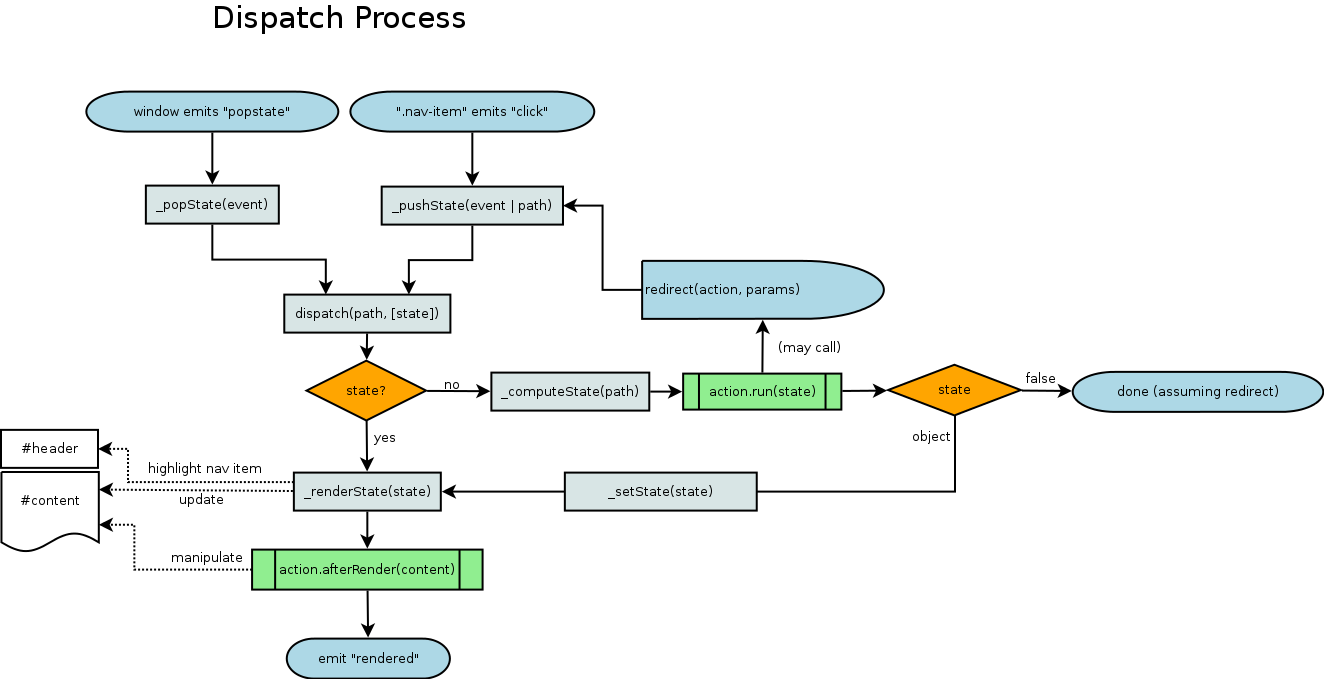 Dispatch Process
window emits "popstate"
".nav-item" emits "click"
_popState(event)
_pushState(event | path)
redirect(action, params)
dispatch(path, [state])
(may call)
state?
no
_computeState(path)
action.run(state)
state
false
done (assuming redirect)
yes
object
#header
highlight nav item
#content
update
_renderState(state)
_setState(state)
manipulate
action.afterRender(content)
emit "rendered"